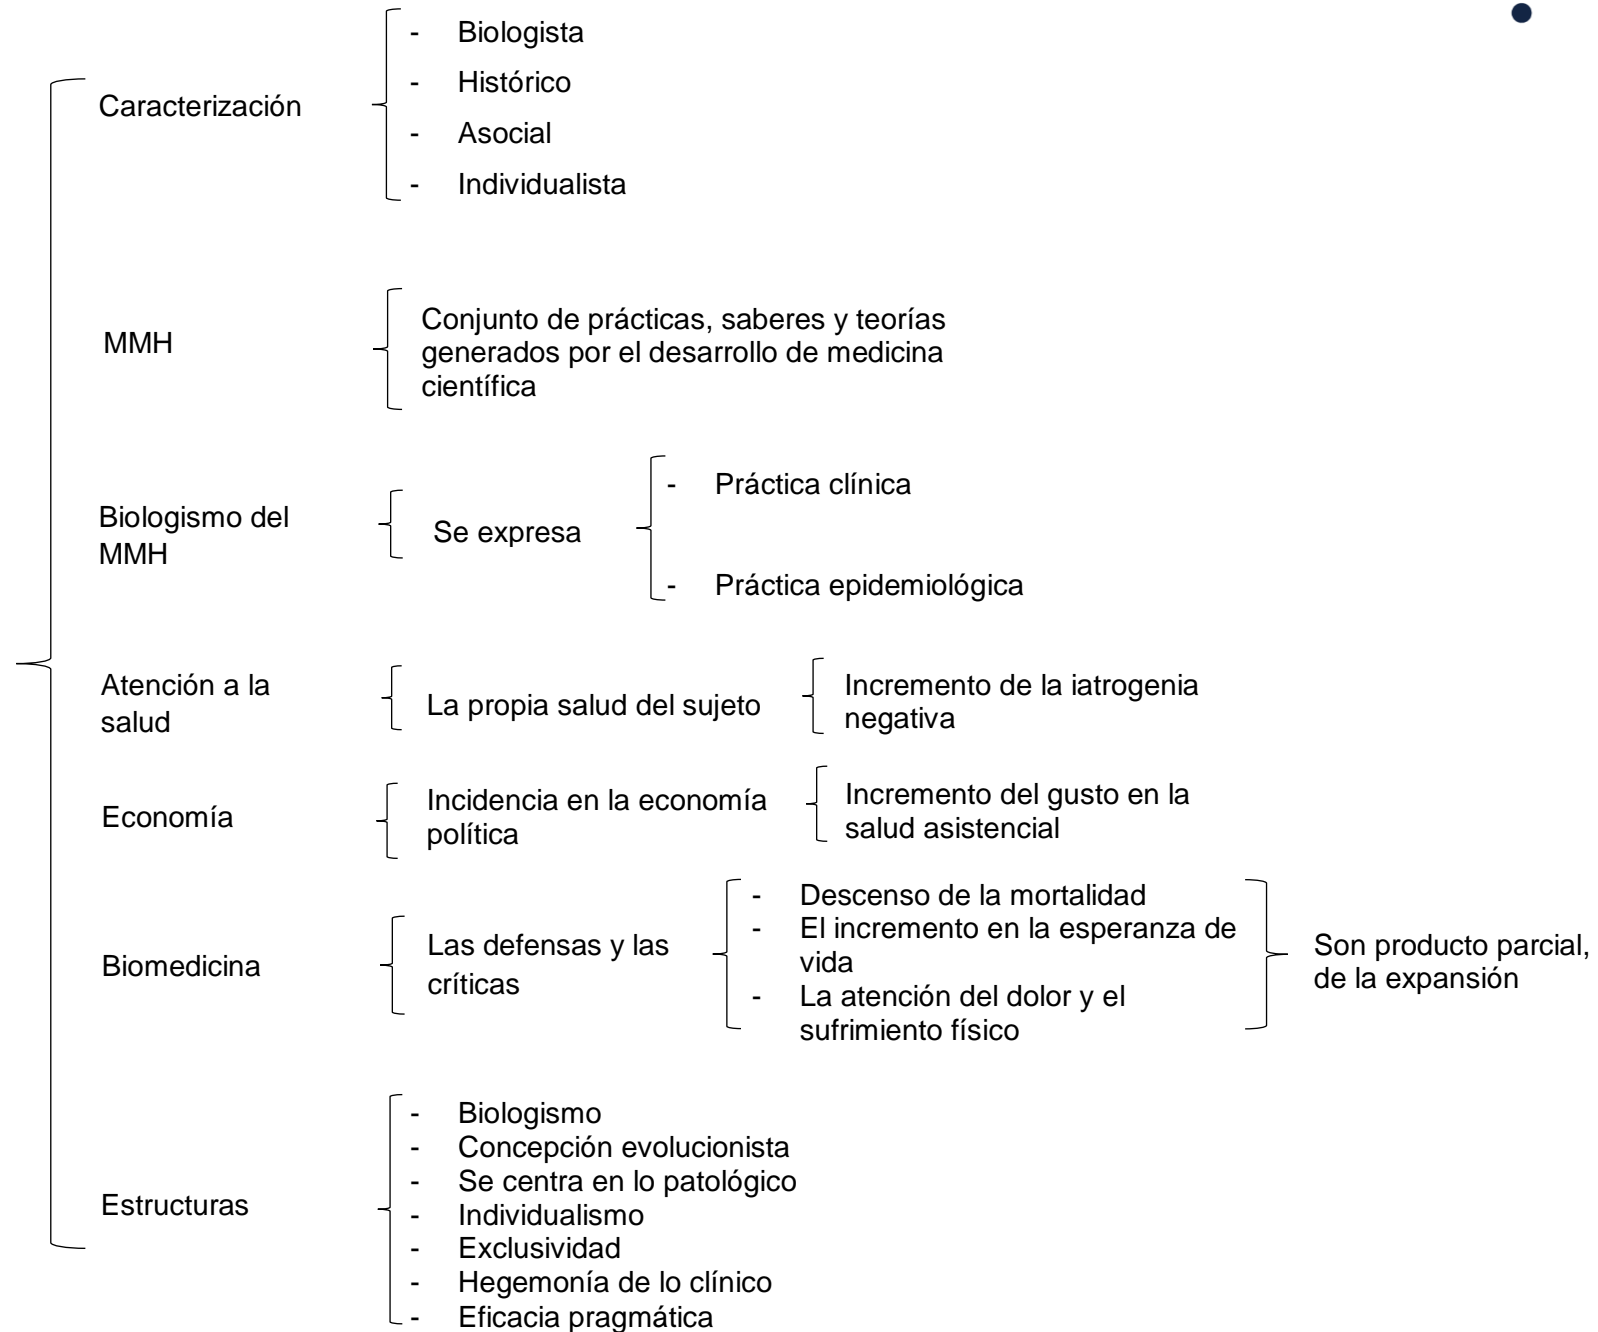 Caracterización
- Biologista
- Histórico
- Asocial
- Individualista
MMH
Conjunto de prácticas, saberes y teorías
generados por el desarrollo de medicina
científica
Biologismo del
MMH
Se expresa
- Práctica clínica
- Práctica epidemiológica
Atención a la
salud
La propia salud del sujeto
Incremento de la iatrogenia
negativa
Economía
Incidencia en la economía
política
Incremento del gusto en la
salud asistencial
Biomedicina
Las defensas y las
críticas
- Descenso de la mortalidad
- El incremento en la esperanza de
vida
- La atención del dolor y el
sufrimiento físico
Son producto parcial,
de la expansión
Estructuras
- Biologismo
- Concepción evolucionista
- Se centra en lo patológico
- Individualismo
- Exclusividad
- Hegemonía de lo clínico
- Eficacia pragmática